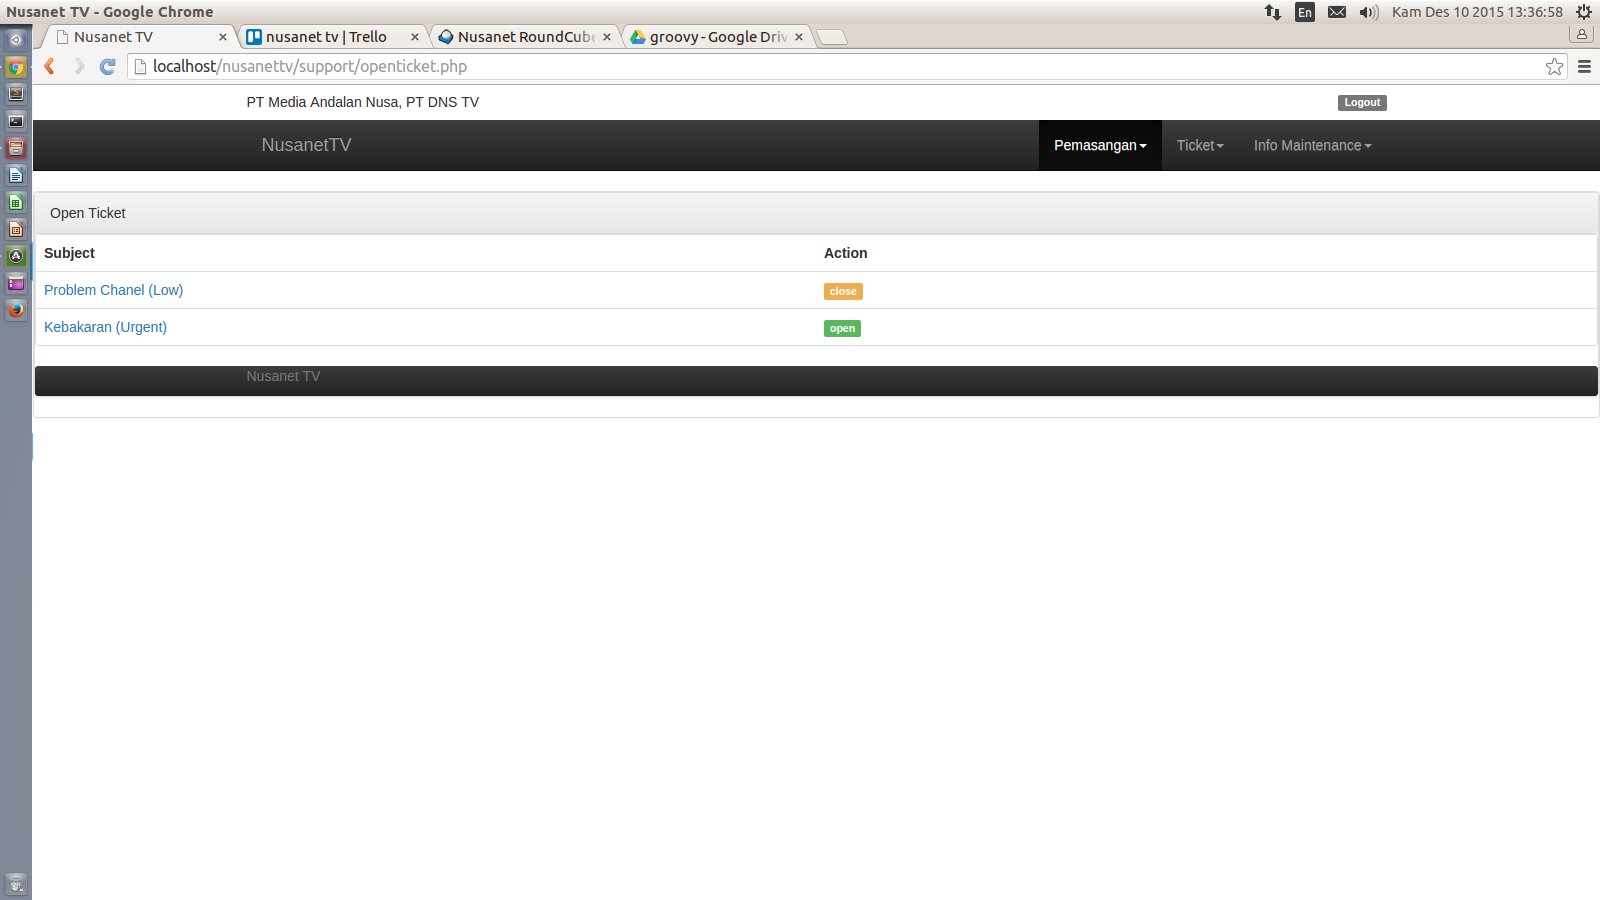 Nusanet TV - Google Chrome
En
Kam Des 10 2015 13:36:58
Nusanet TV
nusanet tv | Trello
Nusanet RoundCube
groovy - Google Driv
localhost/nusanettv/support/openticket.php
PT Media Andalan Nusa, PT DNS TV
Logout
NusanetTV
Pemasangan
Ticket
Info Maintenance
Open Ticket
Subject
Action
Problem Chanel (Low)
close
Kebakaran (Urgent)
open
Nusanet TV